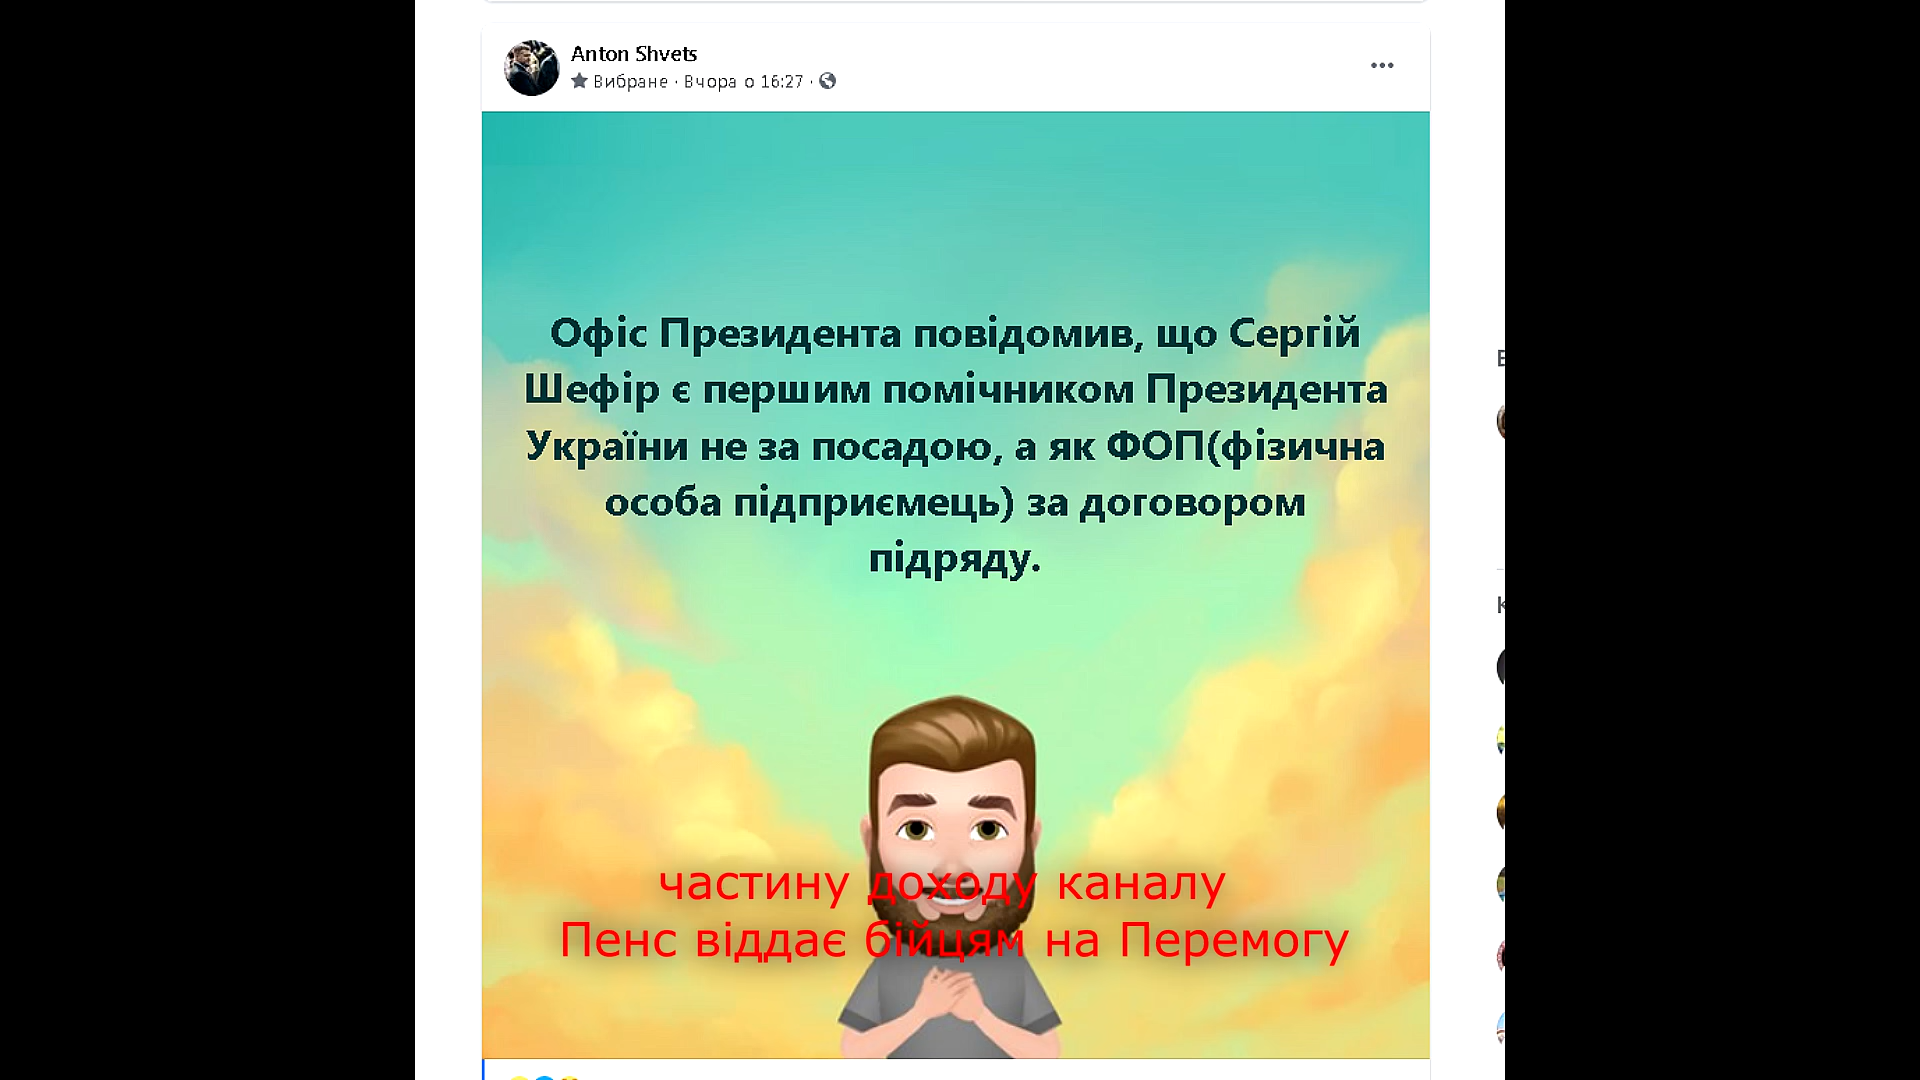 Anton Shvets
Вибране · Вчора о 16:27 ·
Офіс Президента повідомив, що Сергій
Шефір є першим помічником Президента
України не за посадою, а як ФОП(фізична
особа підприємець) за договором
підряду.
частину доходу каналу
Пенс віддає бійцям на Перемогу